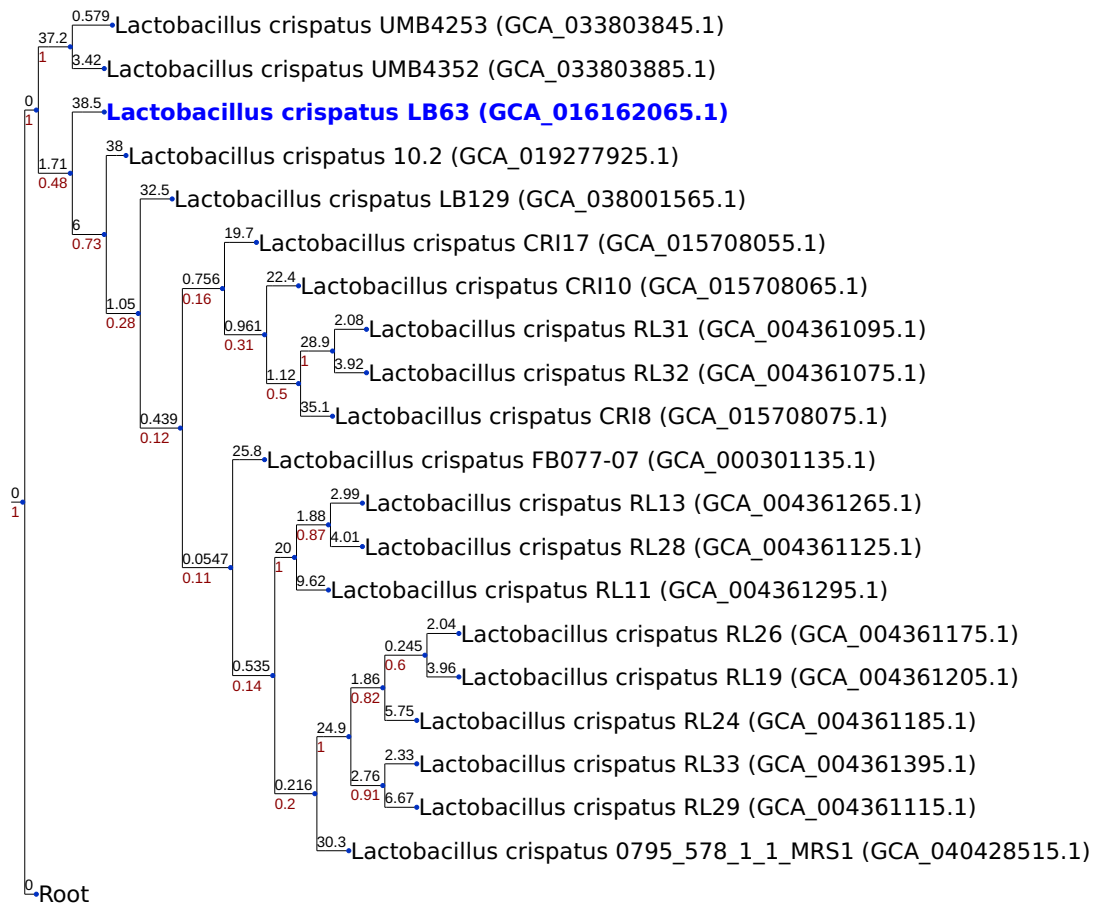 0.579
Lactobacillus crispatus UMB4253 (GCA_033803845.1)
37.2
1
3.42
Lactobacillus crispatus UMB4352 (GCA_033803885.1)
0
1
38.5
Lactobacillus crispatus LB63 (GCA_016162065.1)
38
Lactobacillus crispatus 10.2 (GCA_019277925.1)
1.71
0.48
32.5
Lactobacillus crispatus LB129 (GCA_038001565.1)
6
0.73
19.7
Lactobacillus crispatus CRI17 (GCA_015708055.1)
0.756
0.16
22.4
Lactobacillus crispatus CRI10 (GCA_015708065.1)
1.05
0.28
2.08
Lactobacillus crispatus RL31 (GCA_004361095.1)
0.961
0.31
28.9
1
3.92
Lactobacillus crispatus RL32 (GCA_004361075.1)
1.12
0.5
35.1
Lactobacillus crispatus CRI8 (GCA_015708075.1)
0.439
0.12
25.8
Lactobacillus crispatus FB077-07 (GCA_000301135.1)
0
1
2.99
Lactobacillus crispatus RL13 (GCA_004361265.1)
1.88
0.87
4.01
Lactobacillus crispatus RL28 (GCA_004361125.1)
20
1
0.0547
0.11
9.62
Lactobacillus crispatus RL11 (GCA_004361295.1)
2.04
Lactobacillus crispatus RL26 (GCA_004361175.1)
0.245
0.6
3.96
Lactobacillus crispatus RL19 (GCA_004361205.1)
0.535
0.14
1.86
0.82
5.75
Lactobacillus crispatus RL24 (GCA_004361185.1)
24.9
1
2.33
Lactobacillus crispatus RL33 (GCA_004361395.1)
2.76
0.91
0.216
0.2
6.67
Lactobacillus crispatus RL29 (GCA_004361115.1)
30.3
Lactobacillus crispatus 0795_578_1_1_MRS1 (GCA_040428515.1)
0
Root